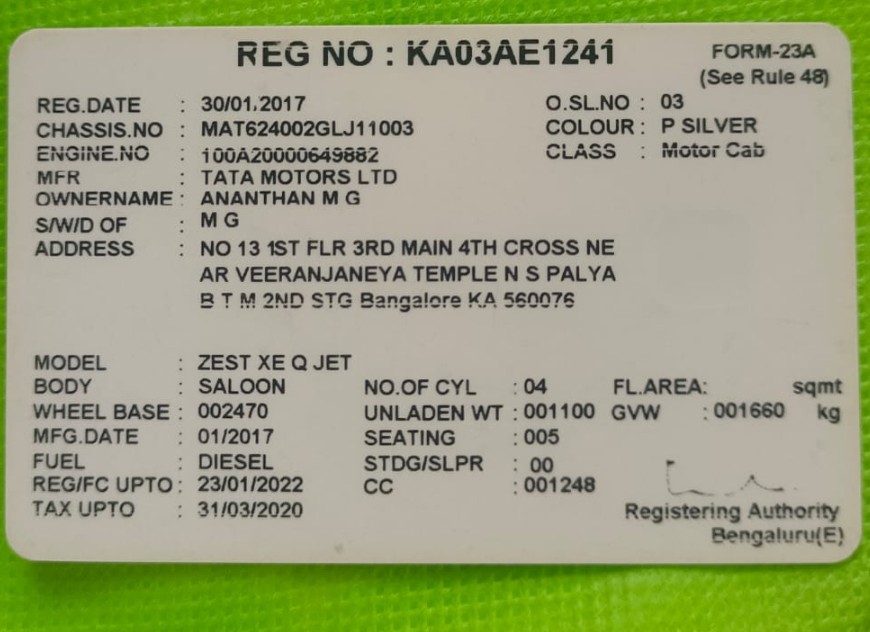 REG NO : KA03AE1241
FORM-23A
(See Rule 48)
REG.DATE : 30/01/2017 O.SL.NO : 03
CHASSIS.NO : MAT624002GLJ11003 COLOUR : P SILVER
ENGINE.NO : 100A20000649882 CLASS : Motor Cab
MFR : TATA MOTORS LTD
OWNERNAME : ANANTHAN M G
S/W/D OF : M G
ADDRESS : NO 13 1ST FLR 3RD MAIN 4TH CROSS NE
AR VEERANJANEYA TEMPLE N S PALYA
B T M 2ND STG Bangalore KA 560076
MODEL : ZEST XE Q JET
BODY : SALOON NO.OF CYL : 04 FL.AREA: sqmt
WHEEL BASE : 002470 UNLADEN WT : 001100 GVW : 001660 kg
MFG.DATE : 01/2017 SEATING : 005
FUEL : DIESEL STDG/SLPR : 00
REG/FC UPTO : 23/01/2022 CC : 001248
TAX UPTO : 31/03/2020 Registering Authority
Bengaluru(E)